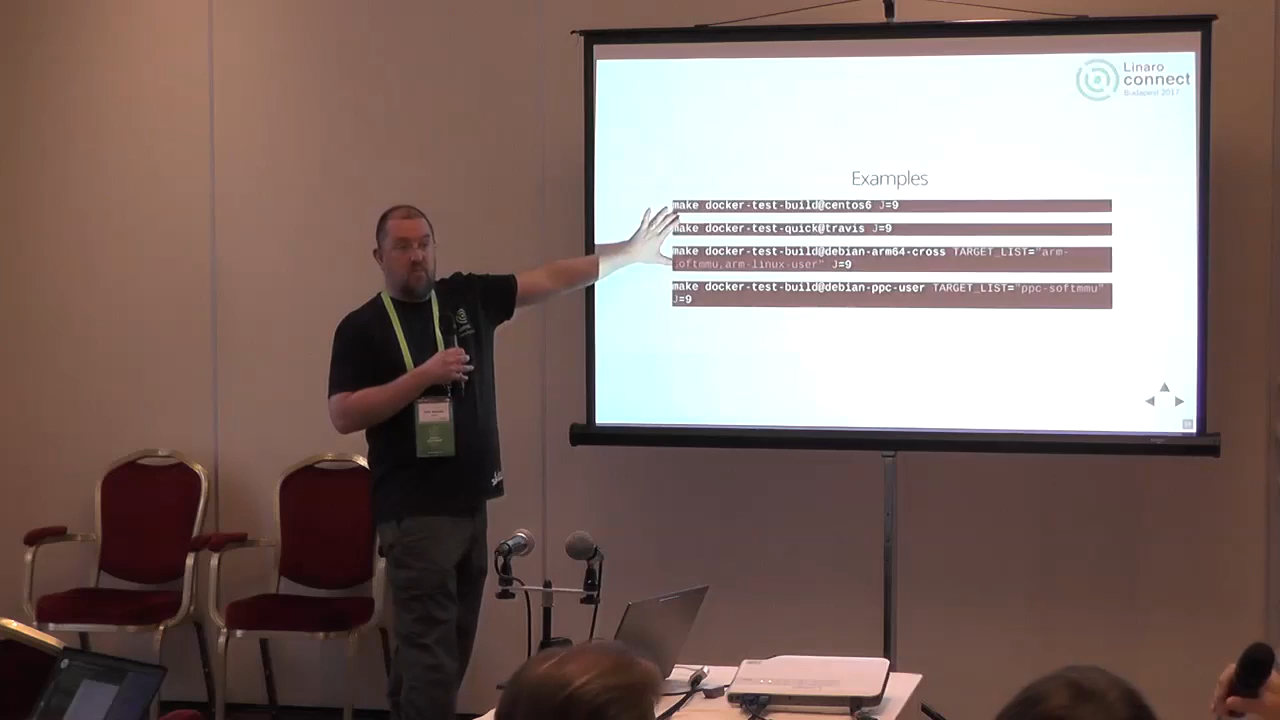 Linaro
connect
Budapest 2017
Examples
make docker-test-build@centos6 J=9
make docker-test-quick@travis J=9
make docker-test-build@debian-arm64-cross TARGET_LIST="arm-
softmmu,arm-linux-user" J=9
make docker-test-build@debian-ppc-user TARGET_LIST="ppc-softmmu"
J=9